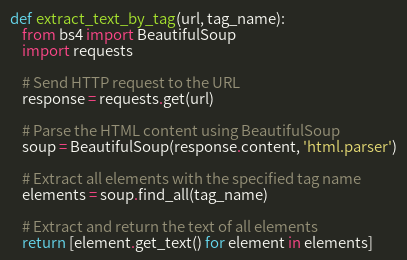 def extract_text_by_tag(url, tag_name):
from bs4 import BeautifulSoup
import requests
# Send HTTP request to the URL
response = requests.get(url)
# Parse the HTML content using BeautifulSoup
soup = BeautifulSoup(response.content, 'html.parser')
# Extract all elements with the specified tag name
elements = soup.find_all(tag_name)
# Extract and return the text of all elements
return [element.get_text() for element in elements]